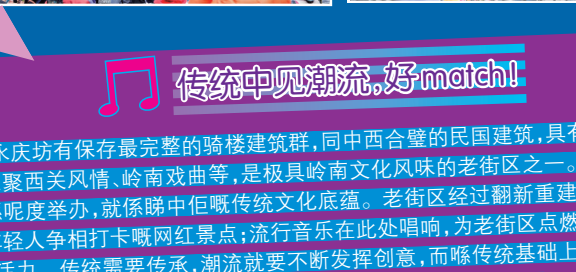 传统中见潮流,好match!
永庆坊有保存最完整的骑楼建筑群,同中西合璧的民国建筑,具有
聚西关风情、岭南戏曲等,是极具岭南文化风味的老街区之一。
呢度举办,就係睇中佢嘅传统文化底蕴。老街区经过翻新重建
年轻人争相打卡嘅网红景点;流行音乐在此处唱响,为老街区点燃
活力。传统需要传承,潮流就要不断发挥创意,而喺传统基础上